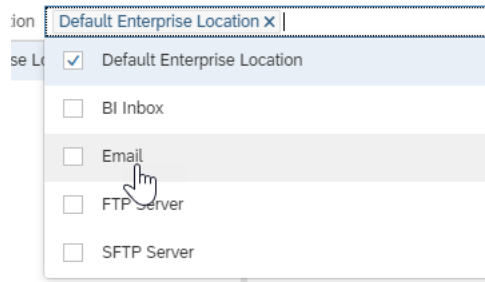 tion Default Enterprise Location ×
se Lo Default Enterprise Location
BI Inbox
Email
FTP Server
SFTP Server